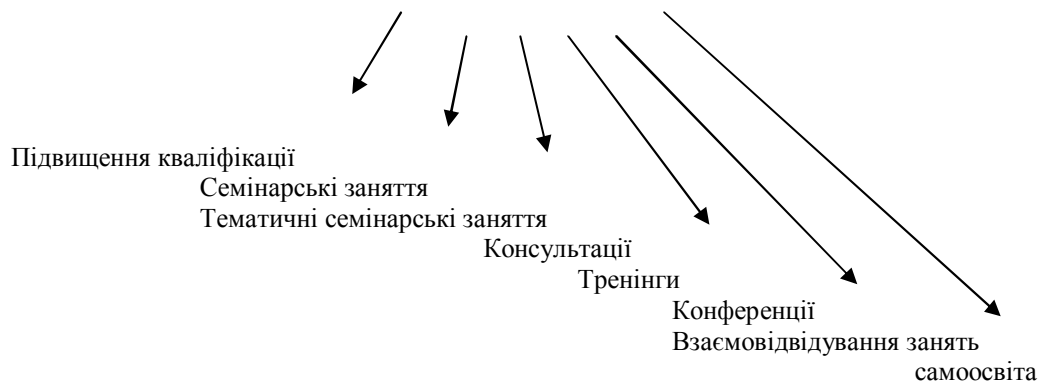 Підвищення кваліфікації
Семінарські заняття
Тематичні семінарські заняття
Консультації
Тренінги
Конференції
Взаємовідвідування занять
самоосвіта